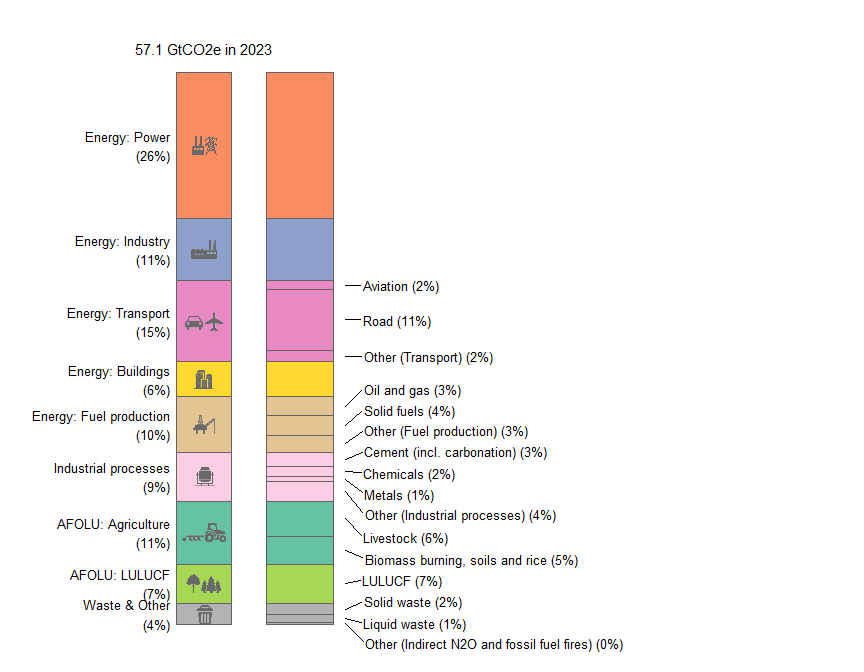 57.1 GtCO2e in 2023
Energy: Power
(26%)
Energy: Industry
(11%)
Energy: Transport
(15%)
Energy: Buildings
(6%)
Energy: Fuel production
(10%)
Industrial processes
(9%)
AFOLU: Agriculture
(11%)
AFOLU: LULUCF
(7%)
Waste & Other
(4%)
Aviation (2%)
Road (11%)
Other (Transport) (2%)
Oil and gas (3%)
Solid fuels (4%)
Other (Fuel production) (3%)
Cement (incl. carbonation) (3%)
Chemicals (2%)
Metals (1%)
Other (Industrial processes) (4%)
Livestock (6%)
Biomass burning, soils and rice (5%)
LULUCF (7%)
Solid waste (2%)
Liquid waste (1%)
Other (Indirect N2O and fossil fuel fires) (0%)